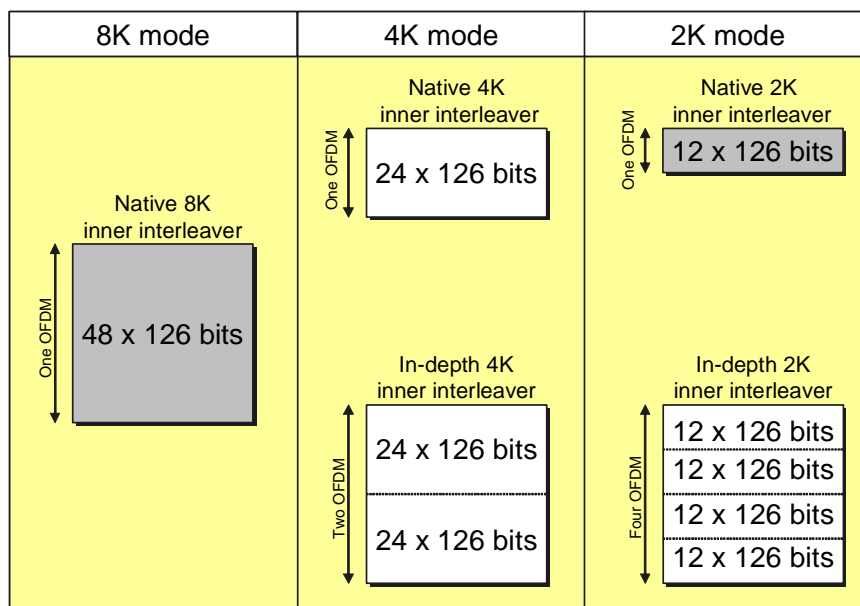 8K mode
4K mode
2K mode
Native 8K
inner interleaver
One OFDM
48 x 126 bits
Native 4K
inner interleaver
One OFDM
24 x 126 bits
In-depth 4K
inner interleaver
Two OFDM
24 x 126 bits
24 x 126 bits
Native 2K
inner interleaver
One OFDM
12 x 126 bits
In-depth 2K
inner interleaver
Four OFDM
12 x 126 bits
12 x 126 bits
12 x 126 bits
12 x 126 bits